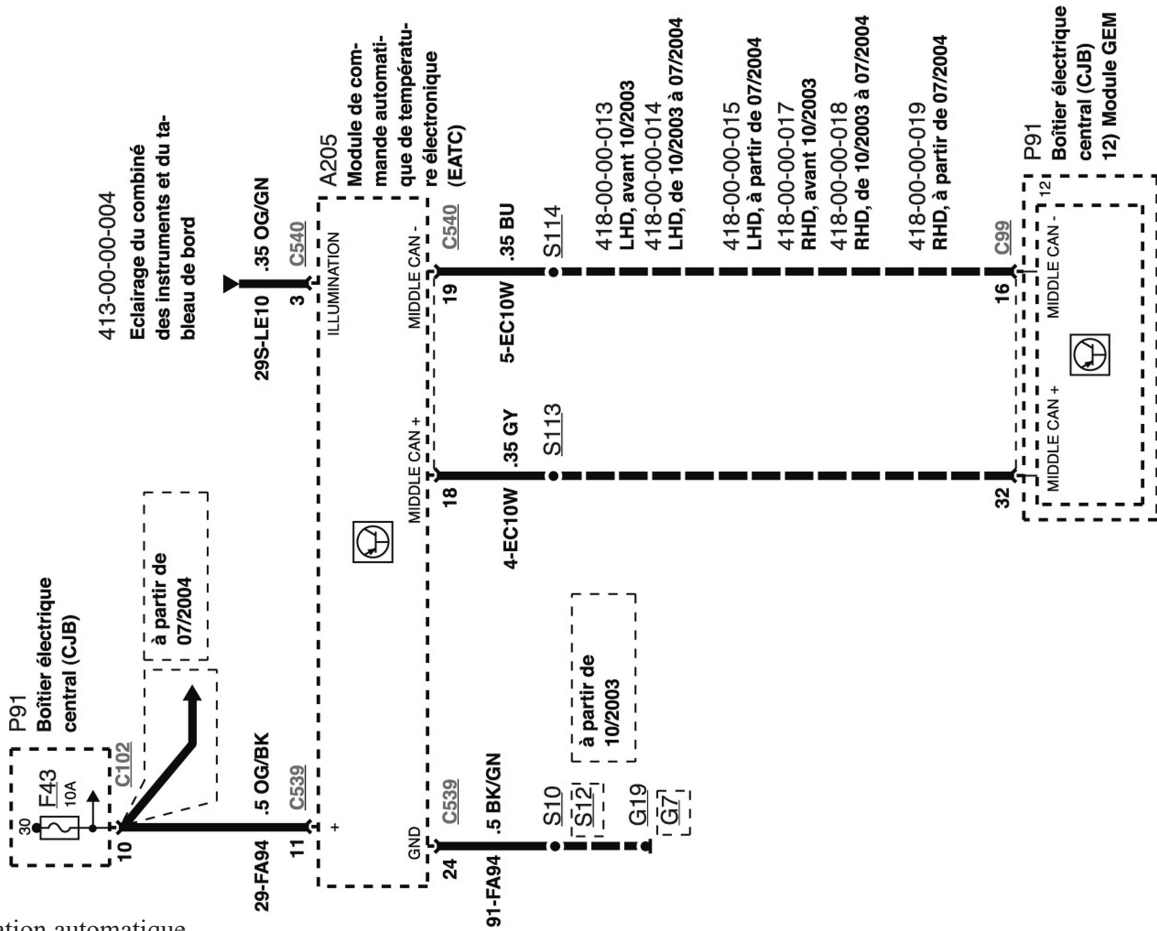 P91
Boîtier électrique
central (CJB)
30
F43
10A
10
C102
à partir de
07/2004
29-FA94
.5 OG/BK
11
C539
413-00-00-004
Eclairage du combiné
des instruments et du ta-
bleau de bord
29S-LE10
.35 OG/GN
3
C540
+
ILLUMINATION
A205
Module de com-
mande automati-
que de températu-
re électronique
(EATC)
GND
MIDDLE CAN +
MIDDLE CAN -
24
C539
18
19
C540
91-FA94
.5 BK/GN
4-EC10W
.35 GY
5-EC10W
.35 BU
S10
S12
à partir de
10/2003
G19
G7
S113
S114
418-00-00-013
LHD, avant 10/2003
418-00-00-014
LHD, de 10/2003 à 07/2004
418-00-00-015
LHD, à partir de 07/2004
418-00-00-017
RHD, avant 10/2003
418-00-00-018
RHD, de 10/2003 à 07/2004
418-00-00-019
RHD, à partir de 07/2004
32
16
C99
MIDDLE CAN +
MIDDLE CAN -
12
P91
Boîtier électrique
central (CJB)
12) Module GEM
ation automatique